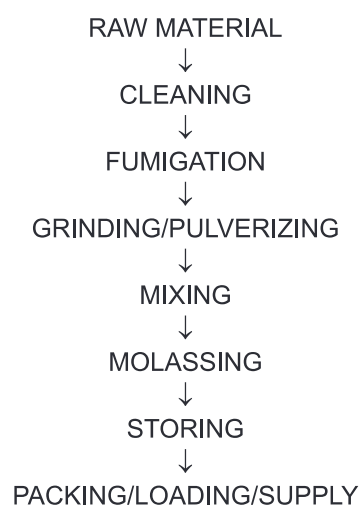 RAW MATERIAL
↓
CLEANING
↓
FUMIGATION
↓
GRINDING/PULVERIZING
↓
MIXING
↓
MOLASSING
↓
STORING
↓
PACKING/LOADING/SUPPLY